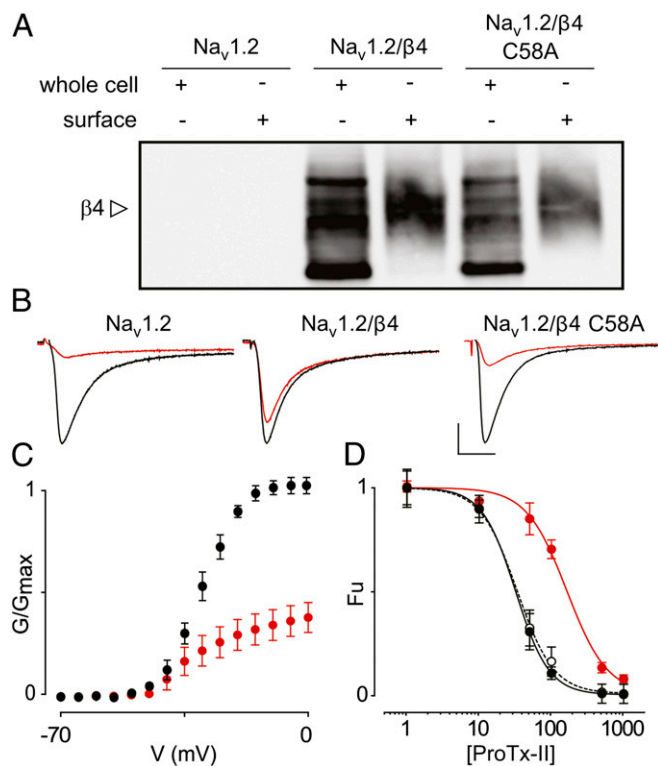 A
Nav1.2 Nav1.2/β4 Nav1.2/β4
C58A
whole cell + - + - + -
surface - + - + - +
β4
B
Nav1.2 Nav1.2/β4 Nav1.2/β4 C58A
C
D
1
G/Gmax
0
-70 0
V (mV)
1
Fu
0
1 10 100 1000
[ProTx-II]